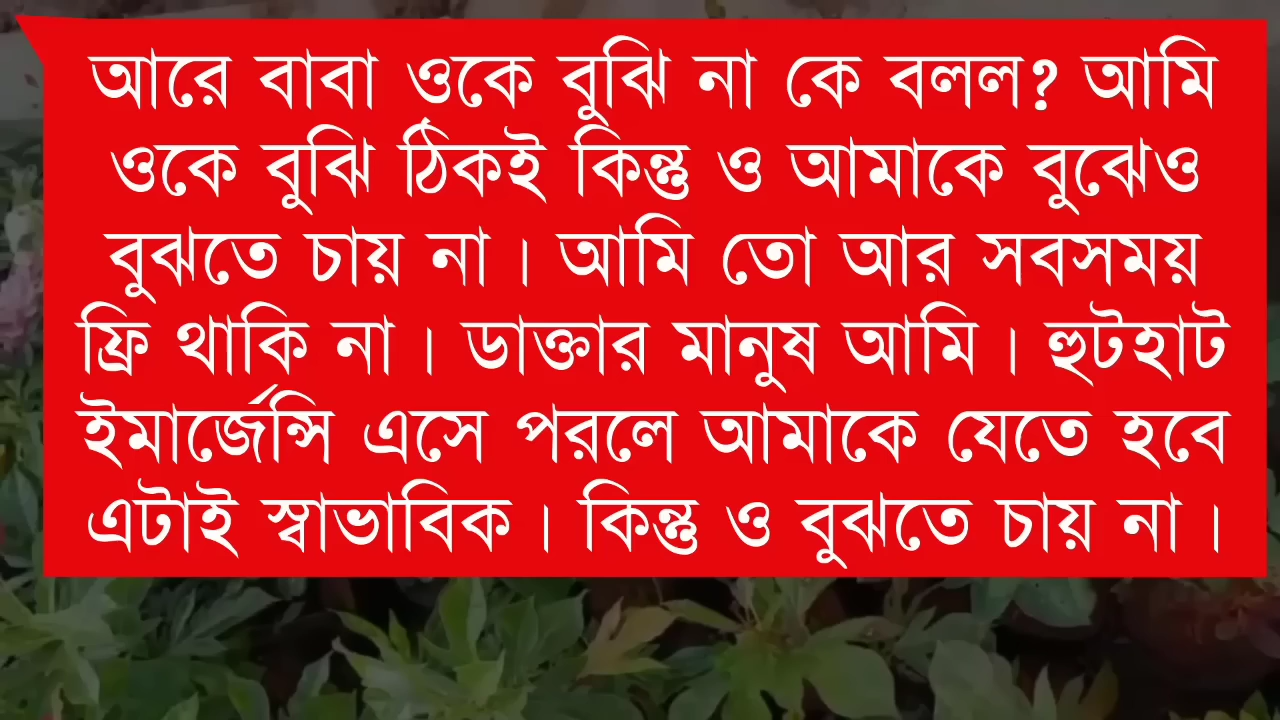 আরে বাবা ওকে বুঝি না কে বলল? আমি
ওকে বুঝি ঠিকই কিন্তু ও আমাকে বুঝেও
বুঝতে চায় না। আমি তো আর সবসময়
ফ্রি থাকি না। ডাক্তার মানুষ আমি। হুটহাট
ইমার্জেন্সি এসে পরলে আমাকে যেতে হবে
এটাই স্বাভাবিক। কিন্তু ও বুঝতে চায় না।